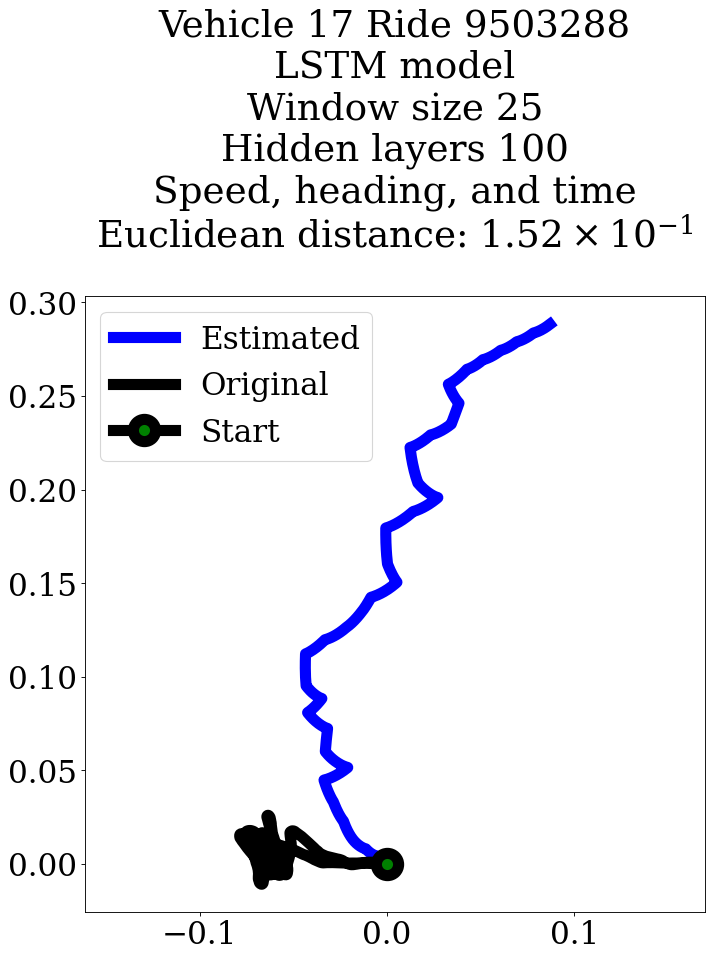 Vehicle 17 Ride 9503288
LSTM model
Window size 25
Hidden layers 100
Speed, heading, and time
Euclidean distance: 1.52 × 10⁻¹
0.30
Estimated
Original
Start
0.25
0.20
0.15
0.10
0.05
0.00
−0.1 0.0 0.1